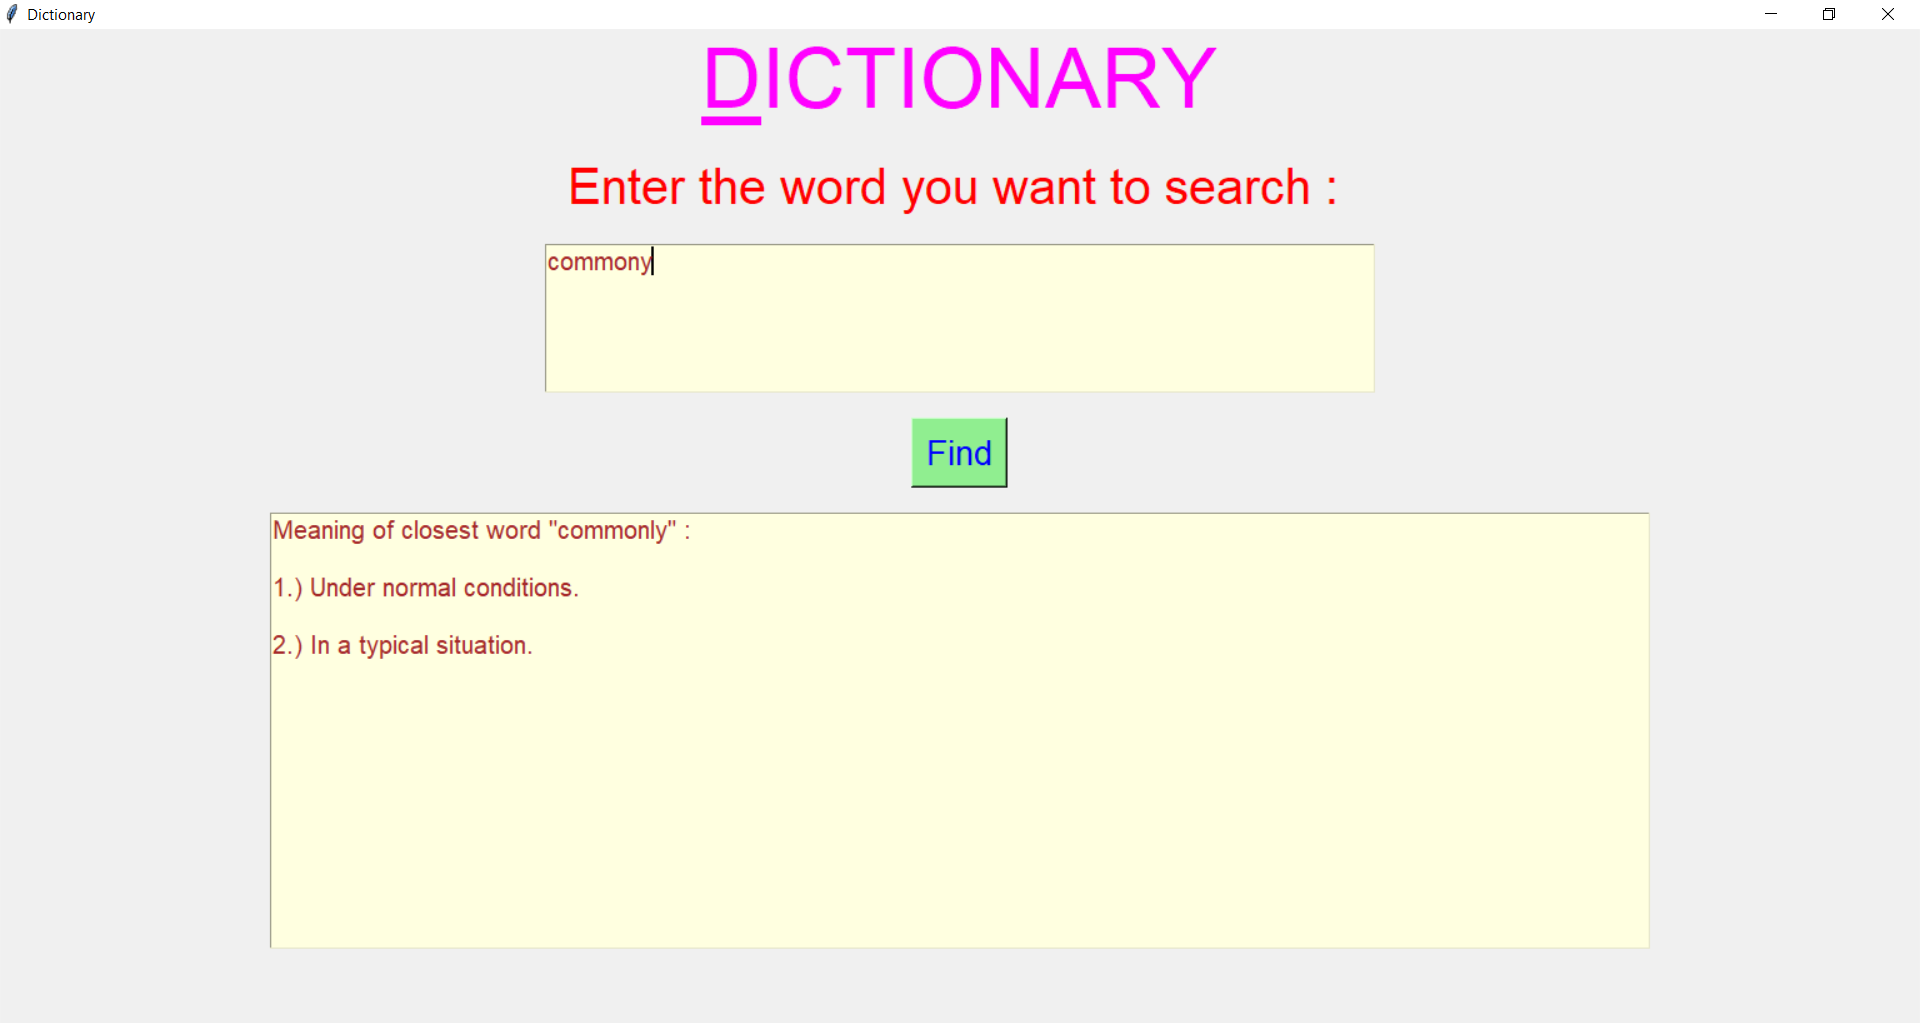 Dictionary
DICTIONARY
Enter the word you want to search :
commony
Find
Meaning of closest word "commonly" :
1.) Under normal conditions.
2.) In a typical situation.